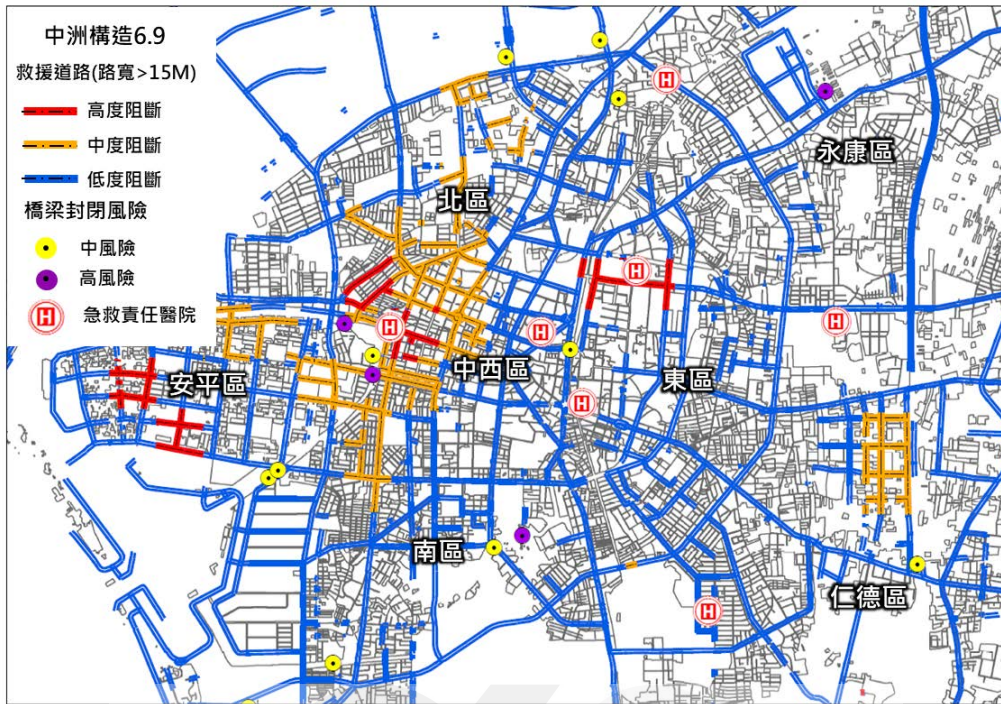 中洲構造6.9
救援道路(路寬>15M)
高度阻斷
中度阻斷
低度阻斷
橋梁封閉風險
中風險
高風險
H 急救責任醫院
H
永康區
北區
H
H
H
H
中西區
東區
安平區
H
南區
仁德區
H